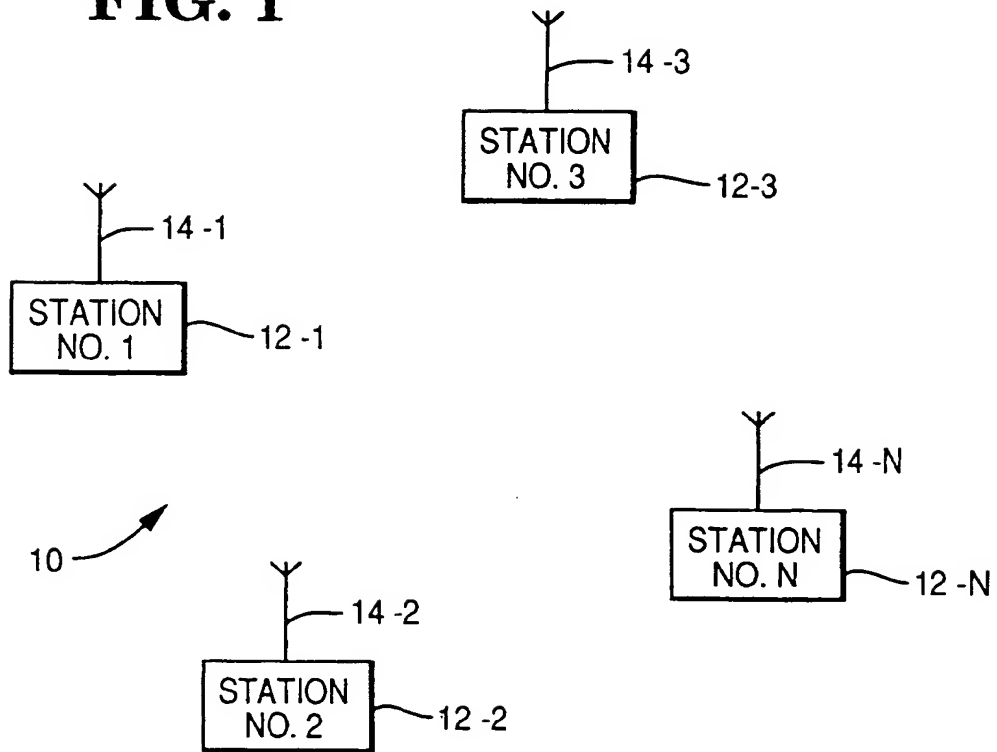 FIG. 1
14 -3
STATION
NO. 3
12-3
14 -1
STATION
NO. 1
12 -1
14 -N
STATION
NO. N
12 -N
10
14 -2
STATION
NO. 2
12 -2